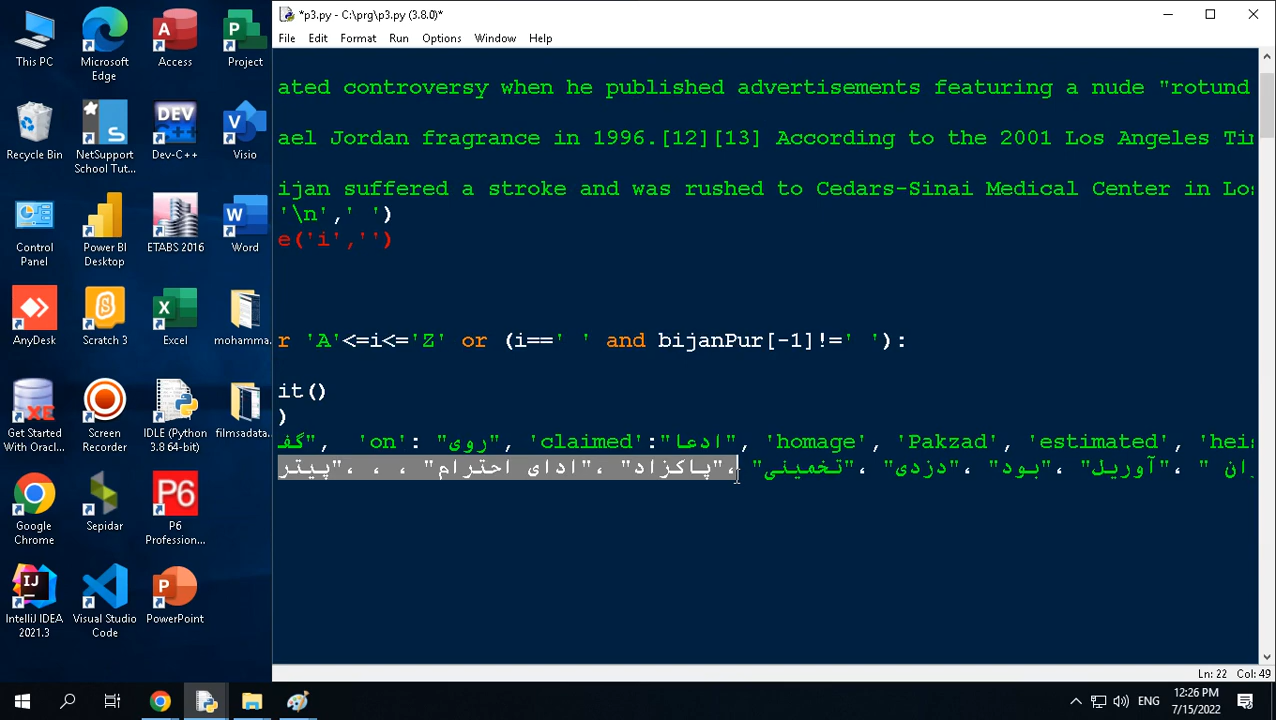 *p3.py - C:\prg\p3.py (3.8.0)*
File Edit Format Run Options Window Help
ated controversy when he published advertisements featuring a nude "rotund
ael Jordan fragrance in 1996.[12][13] According to the 2001 Los Angeles Tim
ijan suffered a stroke and was rushed to Cedars-Sinai Medical Center in Los
'\n',' ')
e('i','')
r 'A'<=i<='Z' or (i==' ' and bijanPur[-1]!=' '):
it()
)
گف", 'on': "روی", 'claimed':"ادعا", 'homage', 'Pakzad', 'estimated', 'heis
پیتر"، ، ، "ادای احترام"، "پاکزاد"، "تخمینی"، "دزدی"، "بود"، "آوریل"، "
Ln: 22 Col: 49
This PC
Microsoft Edge
Access
Project
Recycle Bin
NetSupport School Tut...
Dev-C++
Visio
Control Panel
Power BI Desktop
ETABS 2016
Word
AnyDesk
Scratch 3
Excel
mohamma...
Get Started With Oracl...
Screen Recorder
IDLE (Python 3.8 64-bit)
filmsadata...
Google Chrome
Sepidar
P6 Profession...
IntelliJ IDEA 2021.3
Visual Studio Code
PowerPoint
ENG
12:26 PM
7/15/2022